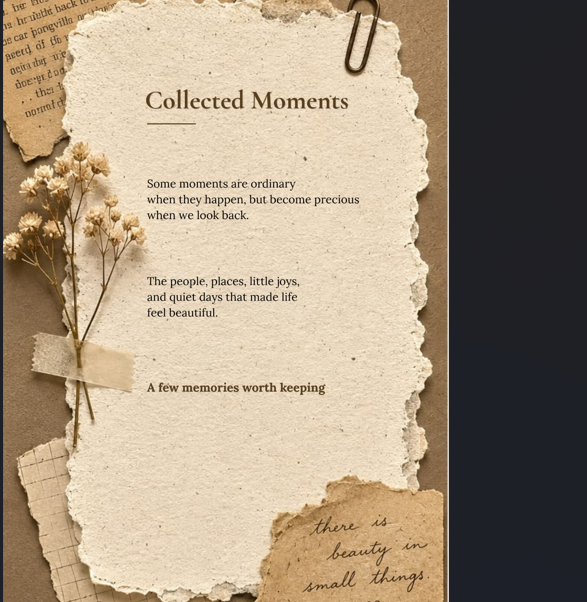 Collected Moments
Some moments are ordinary
when they happen, but become precious
when we look back.
The people, places, little joys,
and quiet days that made life
feel beautiful.
A few memories worth keeping
there is
beauty in
small things.